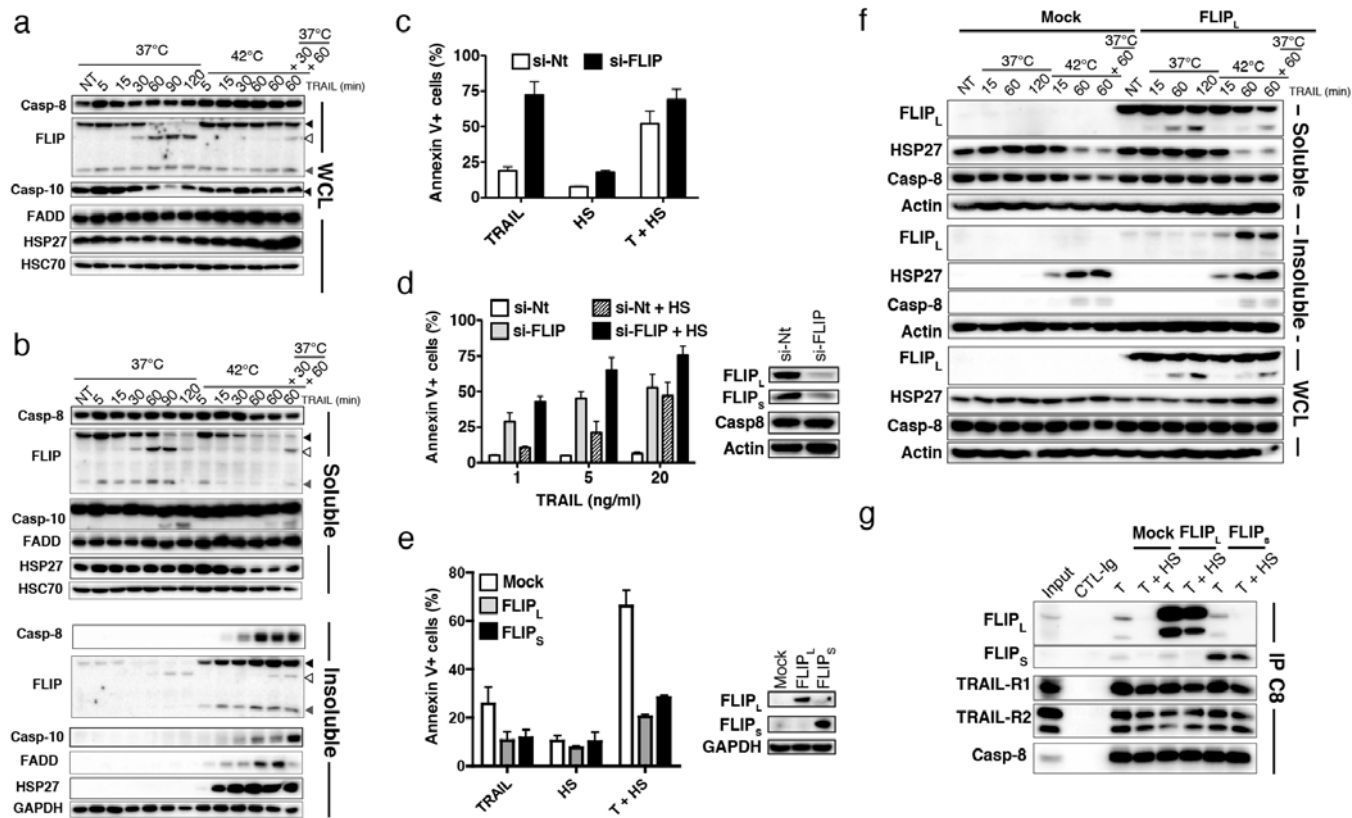 a
37°C
37°C 42°C × 30 × 60
NT 5 15 30 60 90 120 5 15 30 60 60 60 TRAIL (min)
Casp-8
FLIP
Casp-10
FADD
HSP27
HSC70
WCL
b
37°C
37°C 42°C × 30 × 60
NT 5 15 30 60 90 120 5 15 30 60 60 60 TRAIL (min)
Casp-8
FLIP
Casp-10
FADD
HSP27
HSC70
Soluble
Casp-8
FLIP
Casp-10
FADD
HSP27
GAPDH
Insoluble
c
si-Nt si-FLIP
Annexin V+ cells (%)
100
75
50
25
0
TRAIL HS T + HS
d
si-Nt si-Nt + HS
si-FLIP si-FLIP + HS
Annexin V+ cells (%)
100
75
50
25
0
1 5 20
TRAIL (ng/ml)
si-Nt si-FLIP
FLIPL
FLIPS
Casp8
Actin
e
Mock
FLIPL
FLIPS
Annexin V+ cells (%)
80
60
40
20
0
TRAIL HS T + HS
Mock FLIPL FLIPS
FLIPL
FLIPS
GAPDH
f
Mock FLIPL
37°C 37°C
37°C 42°C × 60 37°C 42°C × 60
NT 15 60 120 15 60 60 NT 15 60 120 15 60 60 TRAIL (min)
FLIPL
HSP27
Casp-8
Actin
Soluble
FLIPL
HSP27
Casp-8
Actin
Insoluble
FLIPL
HSP27
Casp-8
Actin
WCL
g
Mock FLIPL FLIPS
Input CTL-Ig T T + HS T T + HS T T + HS
FLIPL
FLIPS
TRAIL-R1
TRAIL-R2
Casp-8
IP C8